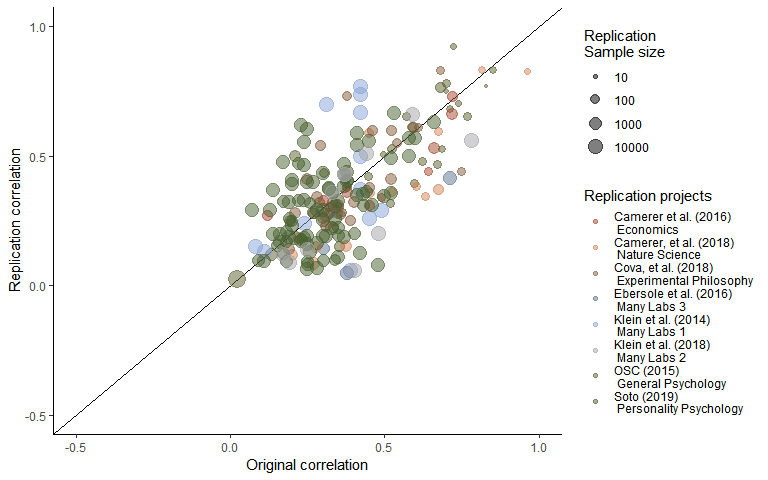 1.0
0.5
0.0
-0.5
Replication correlation
-0.5
0.0
0.5
1.0
Original correlation
Replication
Sample size
10
100
1000
10000
Replication projects
Camerer et al. (2016)
Economics
Camerer, et al. (2018)
Nature Science
Cova, et al. (2018)
Experimental Philosophy
Ebersole et al. (2016)
Many Labs 3
Klein et al. (2014)
Many Labs 1
Klein et al. (2018)
Many Labs 2
OSC (2015)
General Psychology
Soto (2019)
Personality Psychology